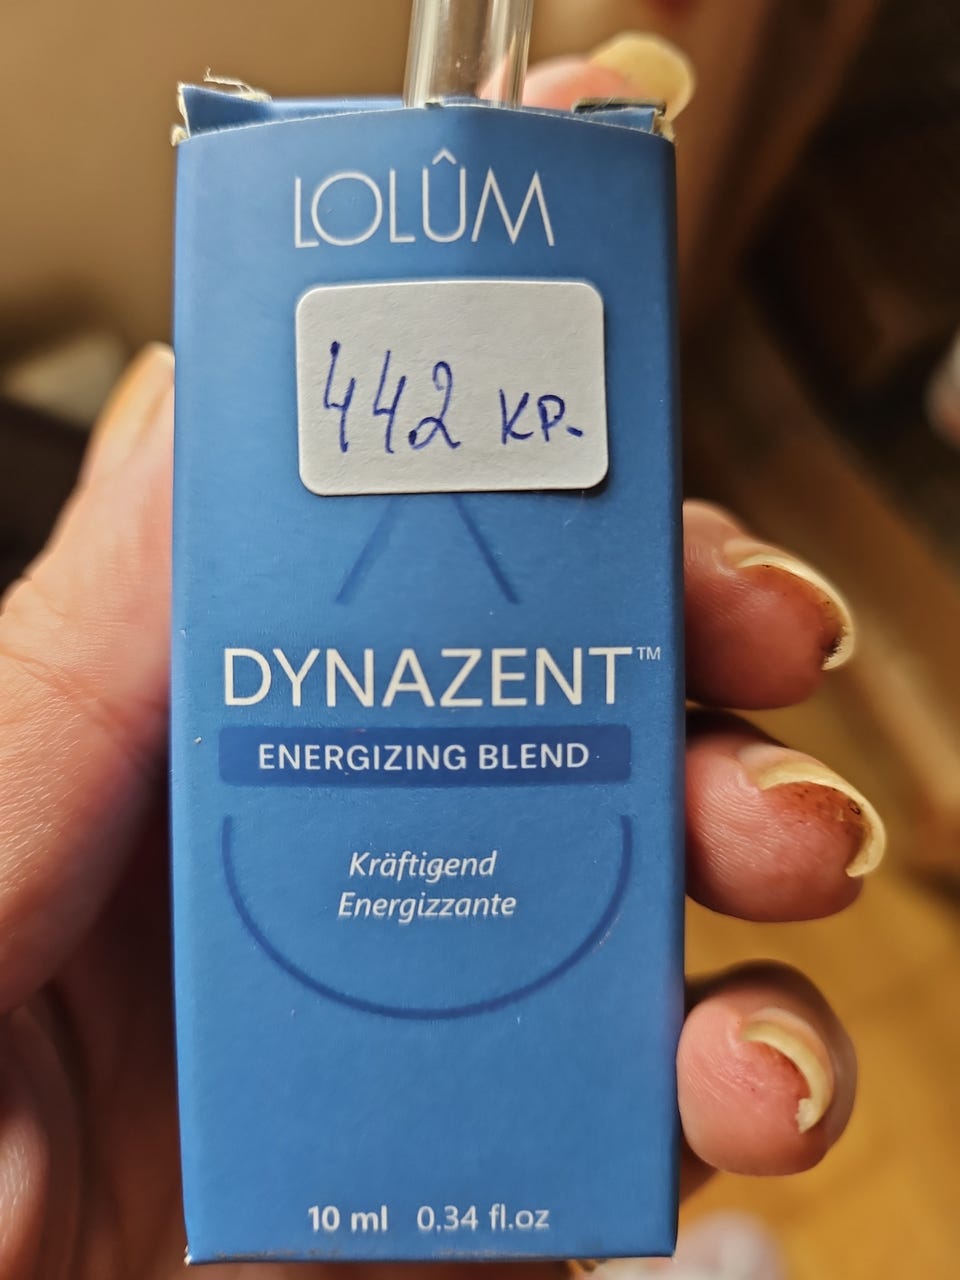 LOLÛM
442 кр.
DYNAZENT™
ENERGIZING BLEND
Kräftigend
Energizzante
10 ml 0.34 fl.oz